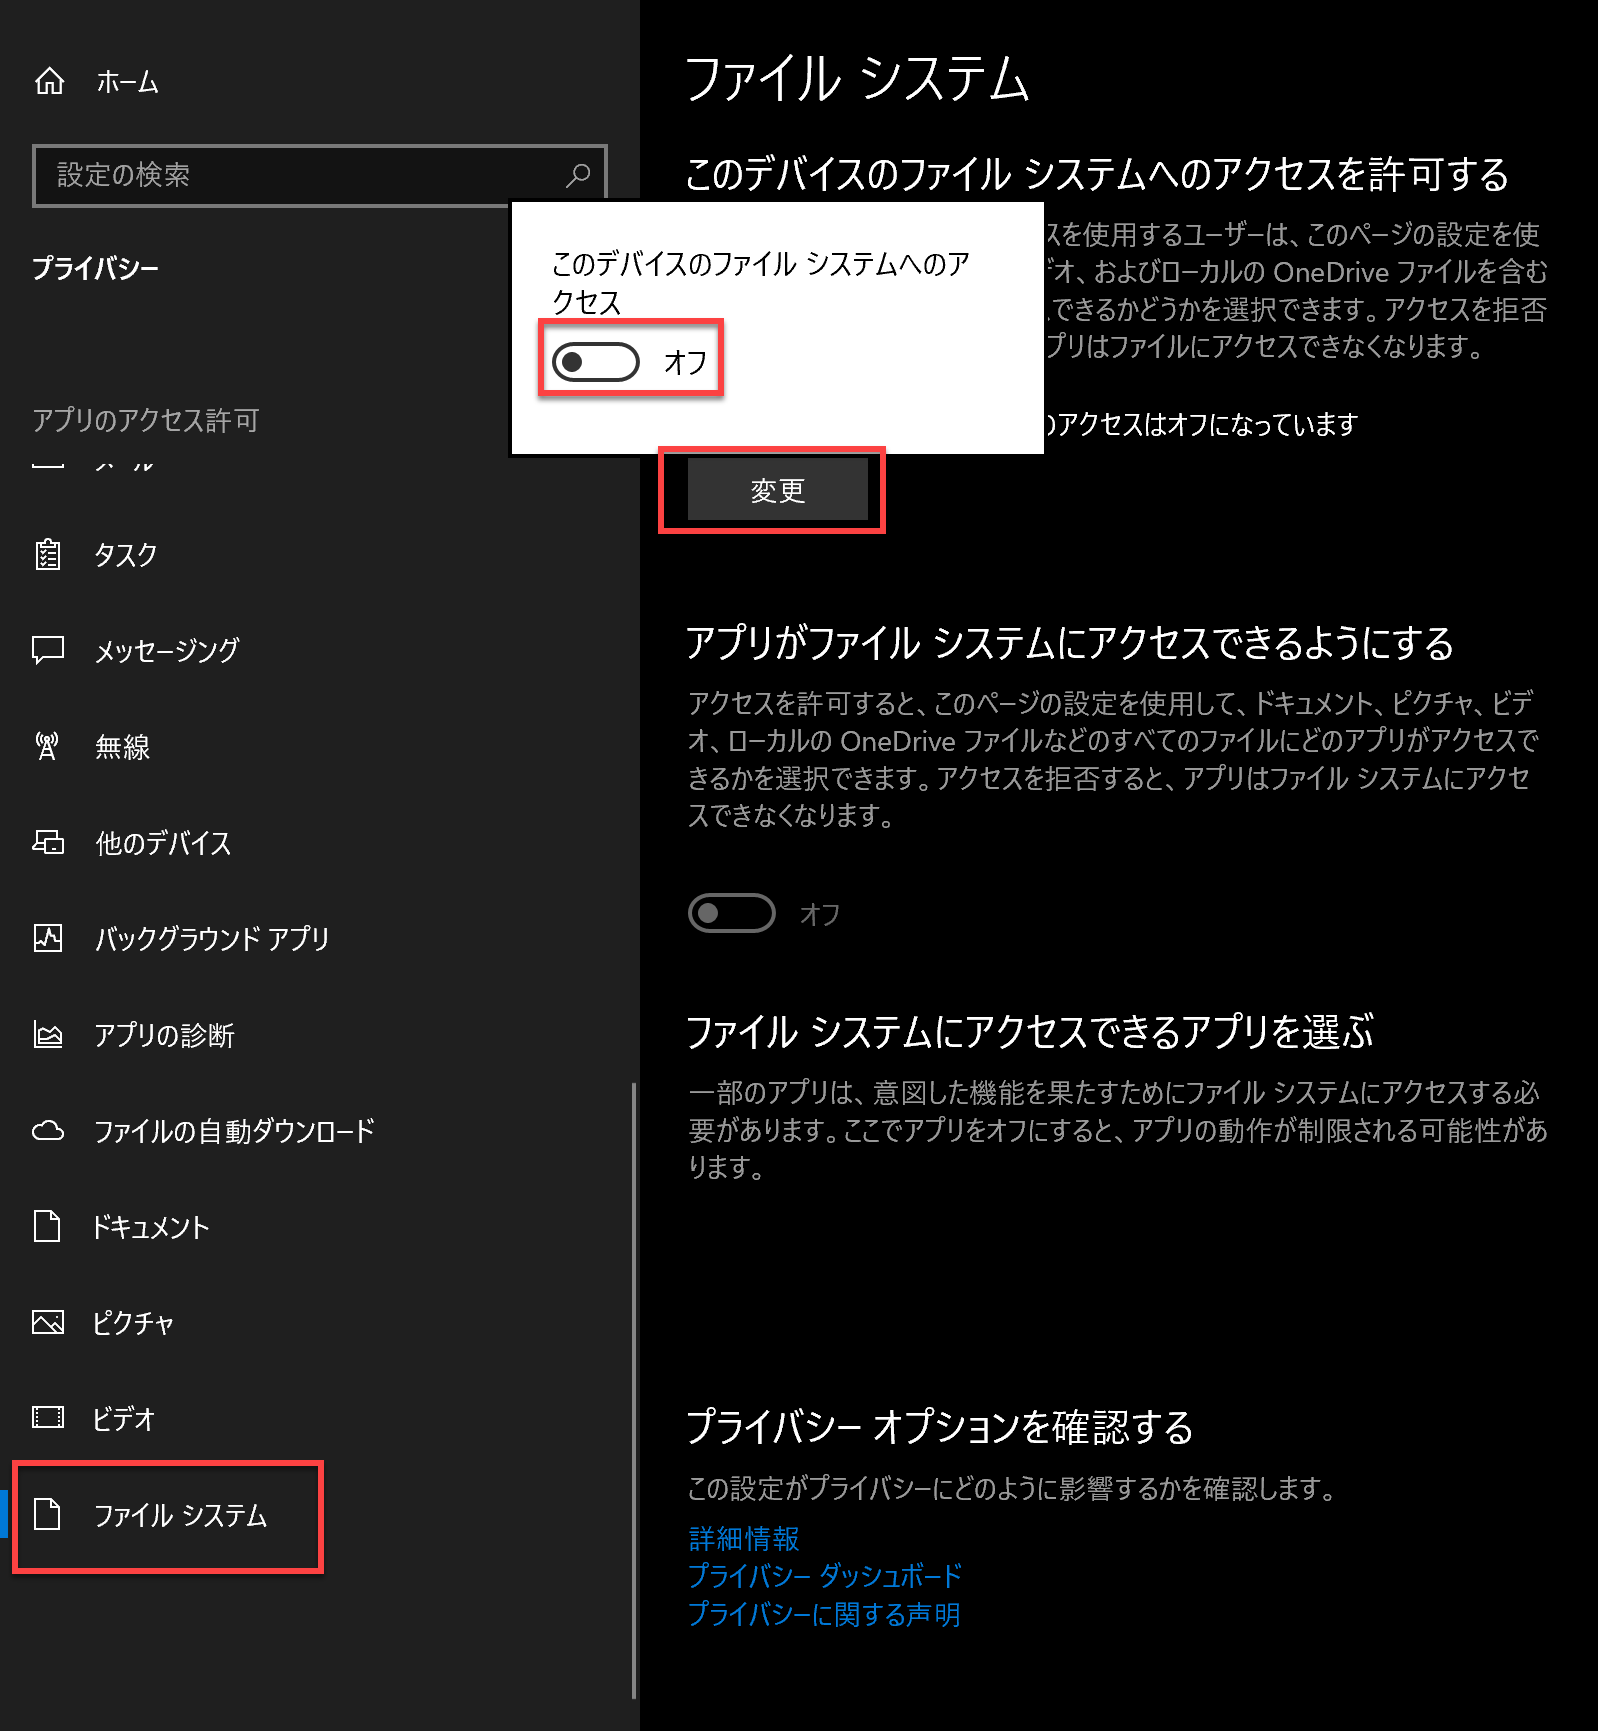 ホーム
設定の検索
プライバシー
アプリのアクセス許可
メール
タスク
メッセージング
無線
他のデバイス
バックグラウンド アプリ
アプリの診断
ファイルの自動ダウンロード
ドキュメント
ピクチャ
ビデオ
ファイル システム
ファイル システム
このデバイスのファイル システムへのアクセスを許可する
スを使用するユーザーは、このページの設定を使
デオ、およびローカルの OneDrive ファイルを含む
できるかどうかを選択できます。アクセスを拒否
プリはファイルにアクセスできなくなります。
のアクセスはオフになっています
このデバイスのファイル システムへのア
クセス
オフ
変更
アプリがファイル システムにアクセスできるようにする
アクセスを許可すると、このページの設定を使用して、ドキュメント、ピクチャ、ビデ
オ、ローカルの OneDrive ファイルなどのすべてのファイルにどのアプリがアクセスで
きるかを選択できます。アクセスを拒否すると、アプリはファイル システムにアクセ
スできなくなります。
オフ
ファイル システムにアクセスできるアプリを選ぶ
一部のアプリは、意図した機能を果たすためにファイル システムにアクセスする必
要があります。ここでアプリをオフにすると、アプリの動作が制限される可能性があ
ります。
プライバシー オプションを確認する
この設定がプライバシーにどのように影響するかを確認します。
詳細情報
プライバシー ダッシュボード
プライバシーに関する声明